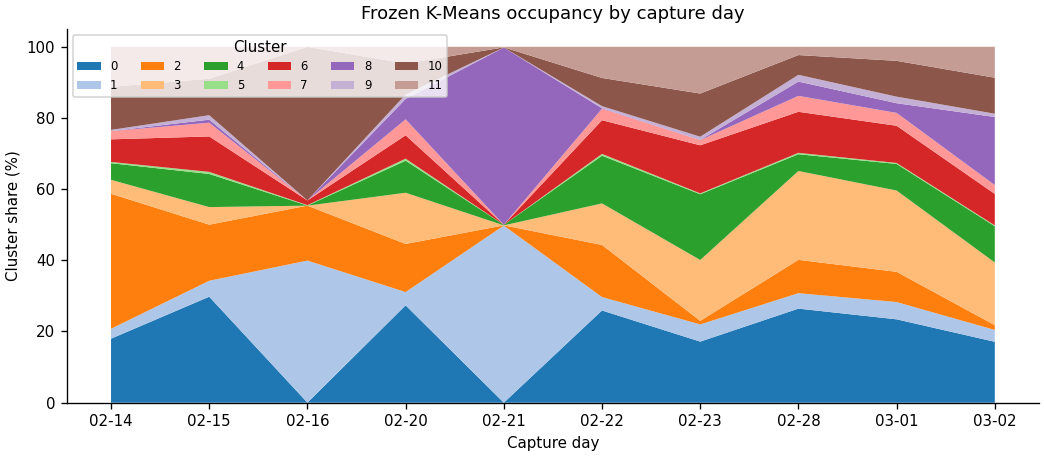 Frozen K-Means occupancy by capture day
Cluster
0 2 4 6 8 10
1 3 5 7 9 11
100
80
60
40
20
0
Cluster share (%)
02-14 02-15 02-16 02-20 02-21 02-22 02-23 02-28 03-01 03-02
Capture day